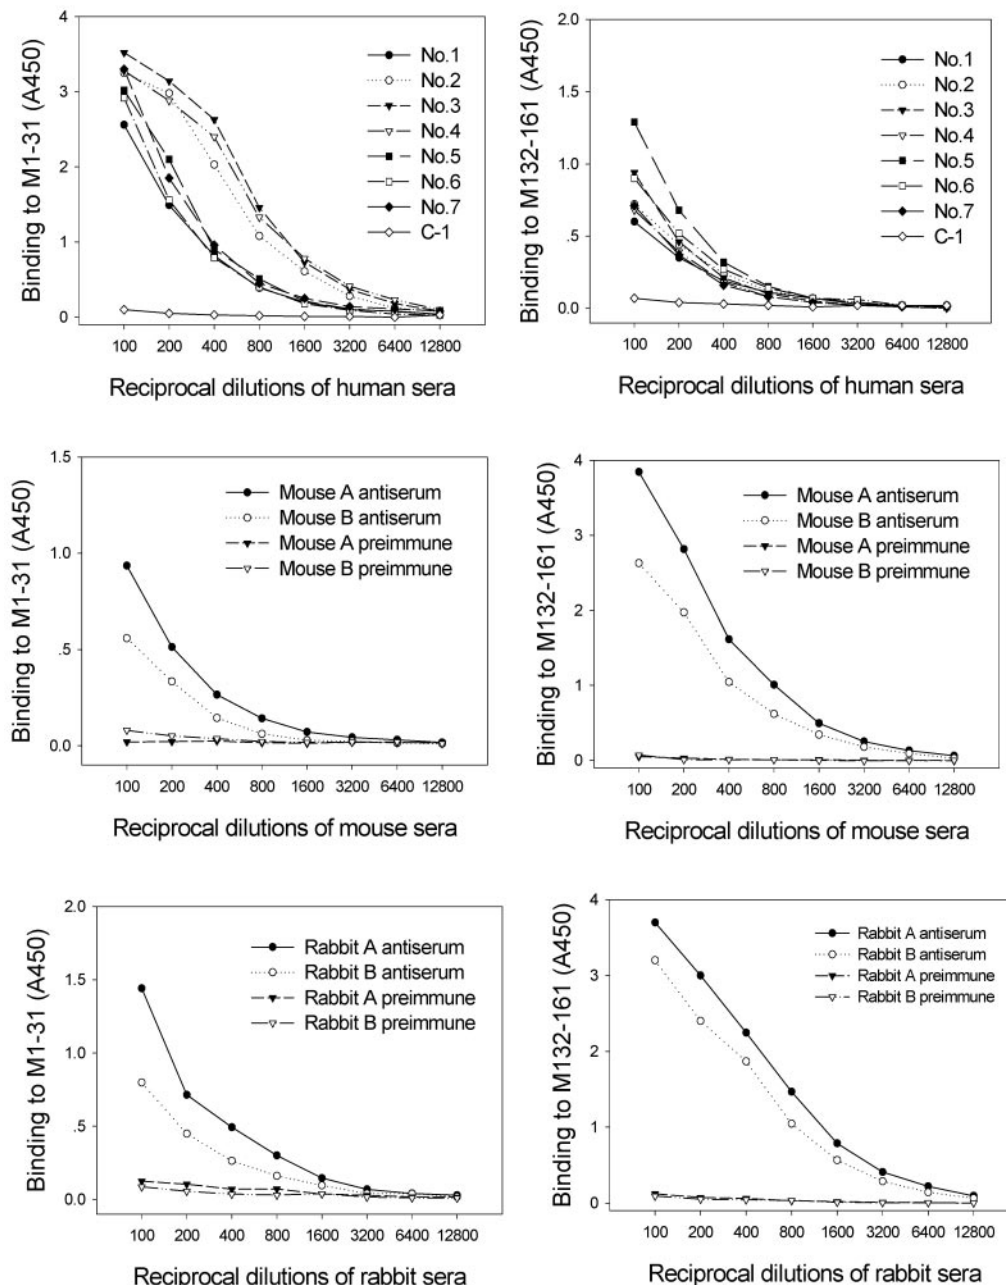 Binding to M1-31 (A450)
4
3
2
1
0
No.1
No.2
No.3
No.4
No.5
No.6
No.7
C-1
100 200 400 800 1600 3200 6400 12800
Reciprocal dilutions of human sera
Binding to M132-161 (A450)
2.0
1.5
1.0
.5
0.0
No.1
No.2
No.3
No.4
No.5
No.6
No.7
C-1
100 200 400 800 1600 3200 6400 12800
Reciprocal dilutions of human sera
Binding to M1-31 (A450)
1.5
1.0
.5
0.0
Mouse A antiserum
Mouse B antiserum
Mouse A preimmune
Mouse B preimmune
100 200 400 800 1600 3200 6400 12800
Reciprocal dilutions of mouse sera
Binding to M132-161 (A450)
4
3
2
1
0
Mouse A antiserum
Mouse B antiserum
Mouse A preimmune
Mouse B preimmune
100 200 400 800 1600 3200 6400 12800
Reciprocal dilutions of mouse sera
Binding to M1-31 (A450)
2.0
1.5
1.0
.5
0.0
Rabbit A antiserum
Rabbit B antiserum
Rabbit A preimmune
Rabbit B preimmune
100 200 400 800 1600 3200 6400 12800
Reciprocal dilutions of rabbit sera
Binding to M132-161 (A450)
4
3
2
1
0
Rabbit A antiserum
Rabbit B antiserum
Rabbit A preimmune
Rabbit B preimmune
100 200 400 800 1600 3200 6400 12800
Reciprocal dilutions of rabbit sera